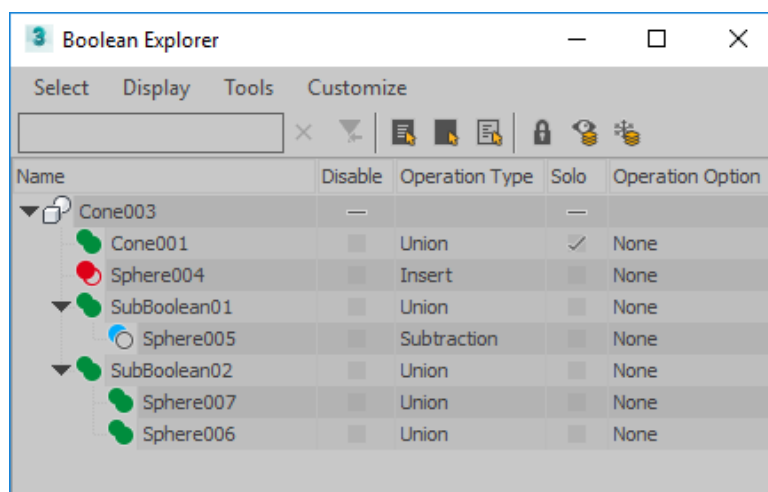 3 Boolean Explorer
Select Display Tools Customize
Name Disable Operation Type Solo Operation Option
Cone003
Cone001 Union None
Sphere004 Insert None
SubBoolean01 Union None
Sphere005 Subtraction None
SubBoolean02 Union None
Sphere007 Union None
Sphere006 Union None